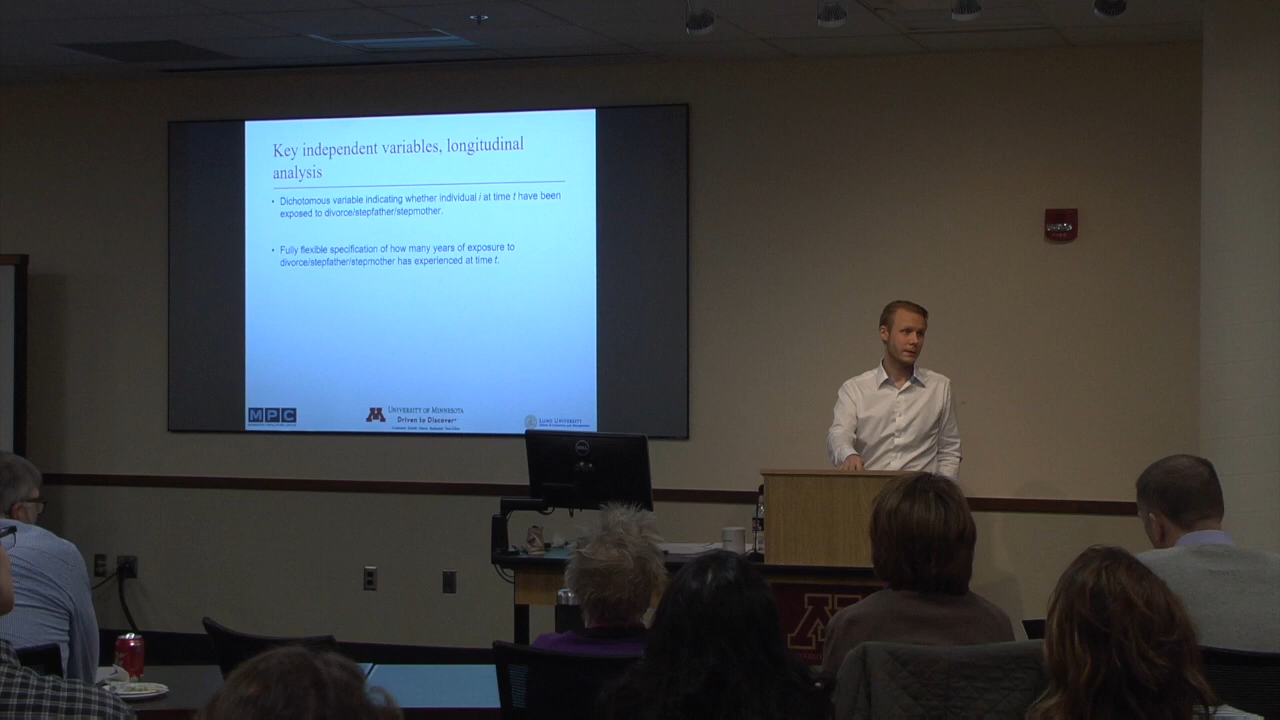 Key independent variables, longitudinal
analysis
• Dichotomous variable indicating whether individual i at time t have been
exposed to divorce/stepfather/stepmother.
• Fully flexible specification of how many years of exposure to
divorce/stepfather/stepmother has experienced at time t.
MPC
UNIVERSITY OF MINNESOTA
Driven to Discover
LUND UNIVERSITY
DELL